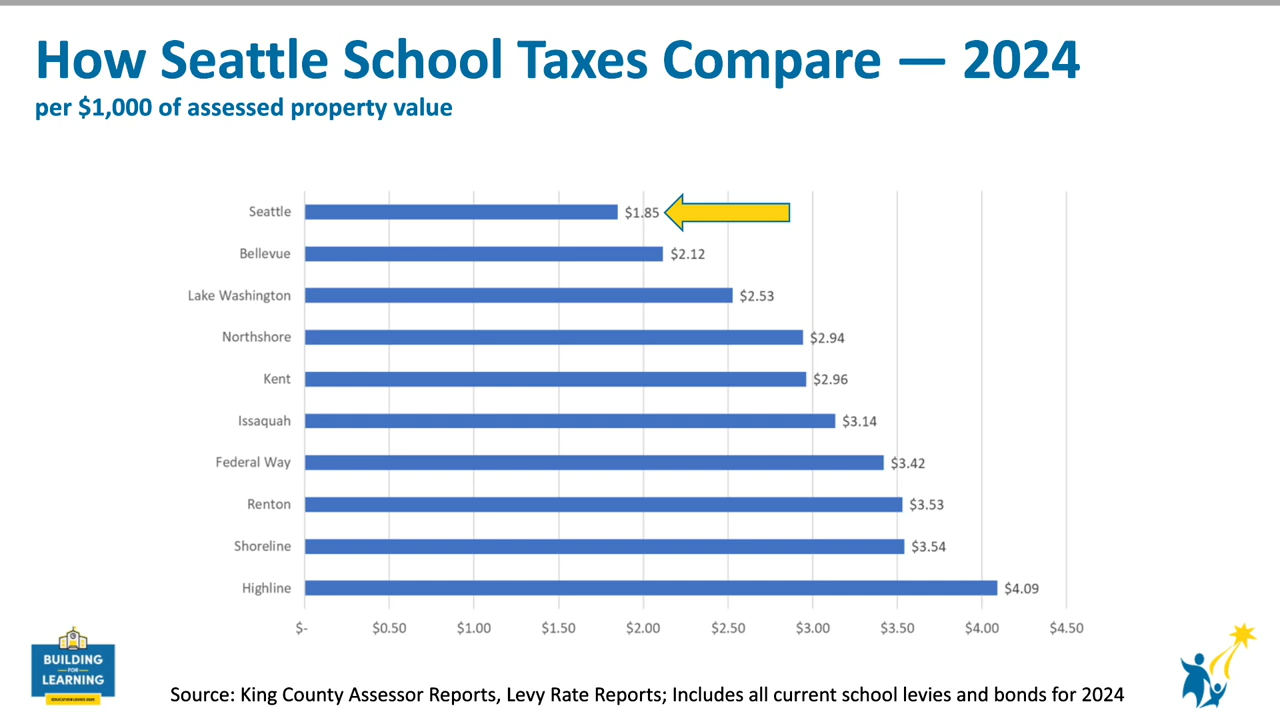 How Seattle School Taxes Compare — 2024
per $1,000 of assessed property value
Seattle $1.85
Bellevue $2.12
Lake Washington $2.53
Northshore $2.94
Kent $2.96
Issaquah $3.14
Federal Way $3.42
Renton $3.53
Shoreline $3.54
Highline $4.09
$- $0.50 $1.00 $1.50 $2.00 $2.50 $3.00 $3.50 $4.00 $4.50
BUILDING
FOR
LEARNING
Source: King County Assessor Reports, Levy Rate Reports; Includes all current school levies and bonds for 2024